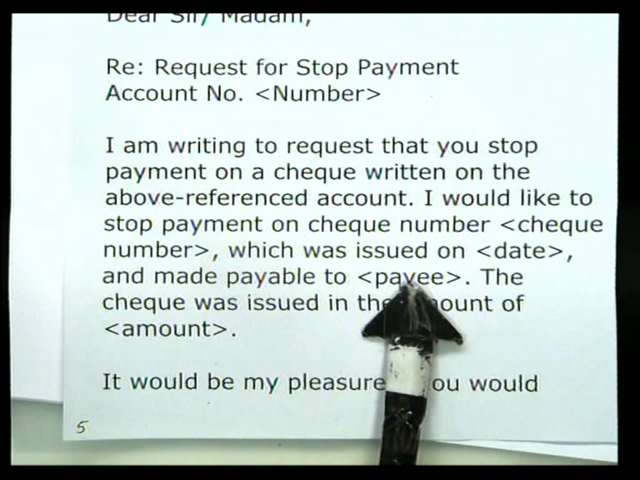 Dear Sir/ Madam,
Re: Request for Stop Payment
Account No. <Number>
I am writing to request that you stop
payment on a cheque written on the
above-referenced account. I would like to
stop payment on cheque number <cheque
number>, which was issued on <date>,
and made payable to <payee>. The
cheque was issued in the amount of
<amount>.
It would be my pleasure ou would
5